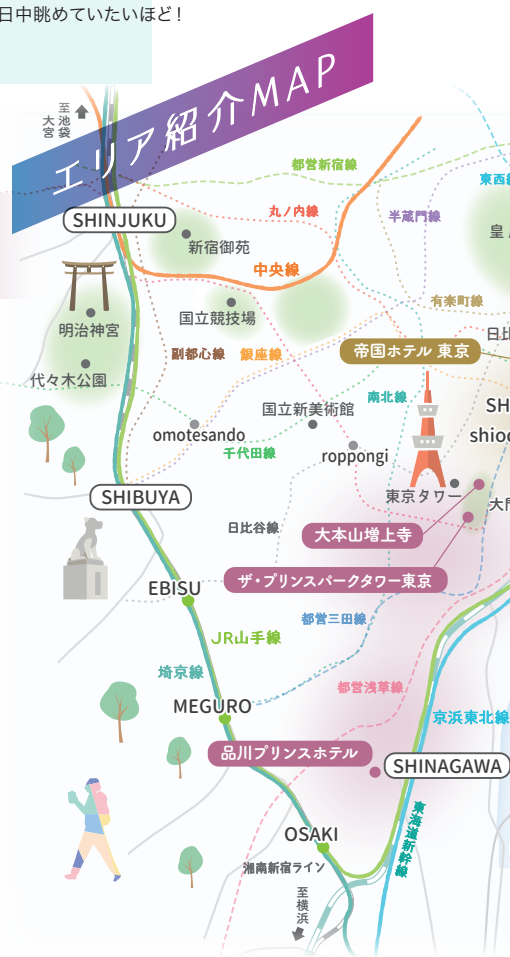 日中眺めていたいほど！
エリア紹介MAP
至池袋
大宮
都営新宿線
東西
丸ノ内線
半蔵門線
SHINJUKU
皇
新宿御苑
中央線
有楽町線
国立競技場
明治神宮
日比
帝国ホテル 東京
副都心線
銀座線
代々木公園
南北線
国立新美術館
SH
omotesando
shio
千代田線
roppongi
東京タワー
SHIBUYA
大門
日比谷線
大本山増上寺
ザ・プリンスパークタワー東京
EBISU
都営三田線
JR山手線
埼京線
都営浅草線
MEGURO
京浜東北線
品川プリンスホテル
SHINAGAWA
東海道新幹線
OSAKI
湘南新宿ライン
至横浜